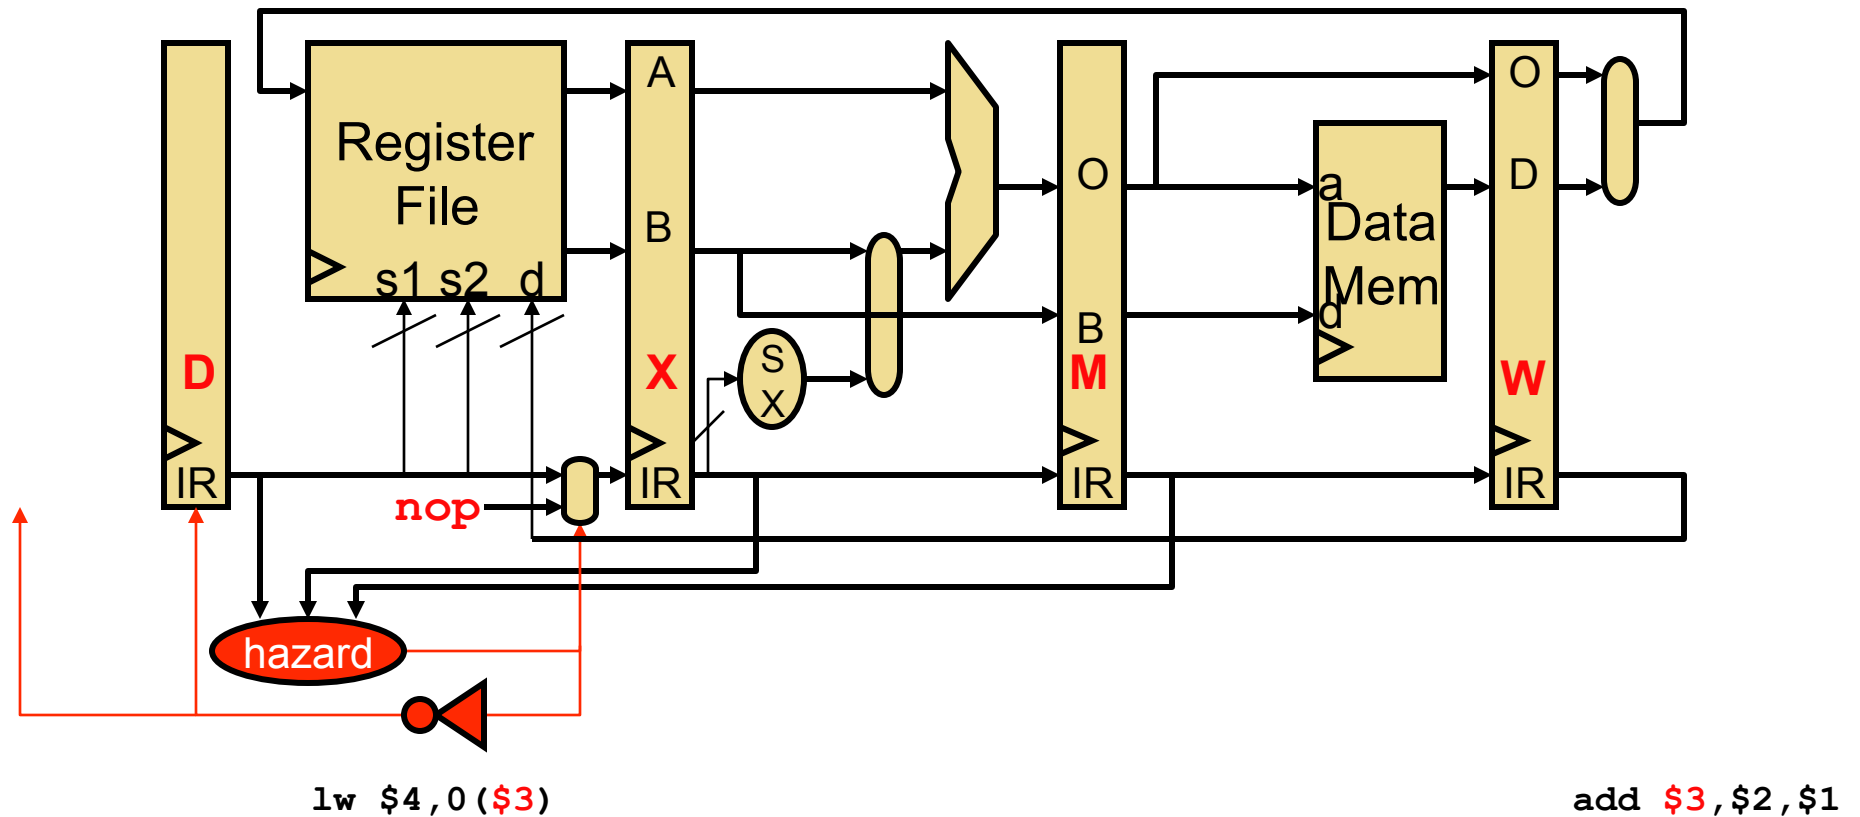 Register
File
s1 s2 d
D
IR
nop
A
B
X
IR
S
X
O
B
M
IR
a
Data
Mem
d
O
D
W
IR
hazard
lw $4,0($3)
add $3,$2,$1